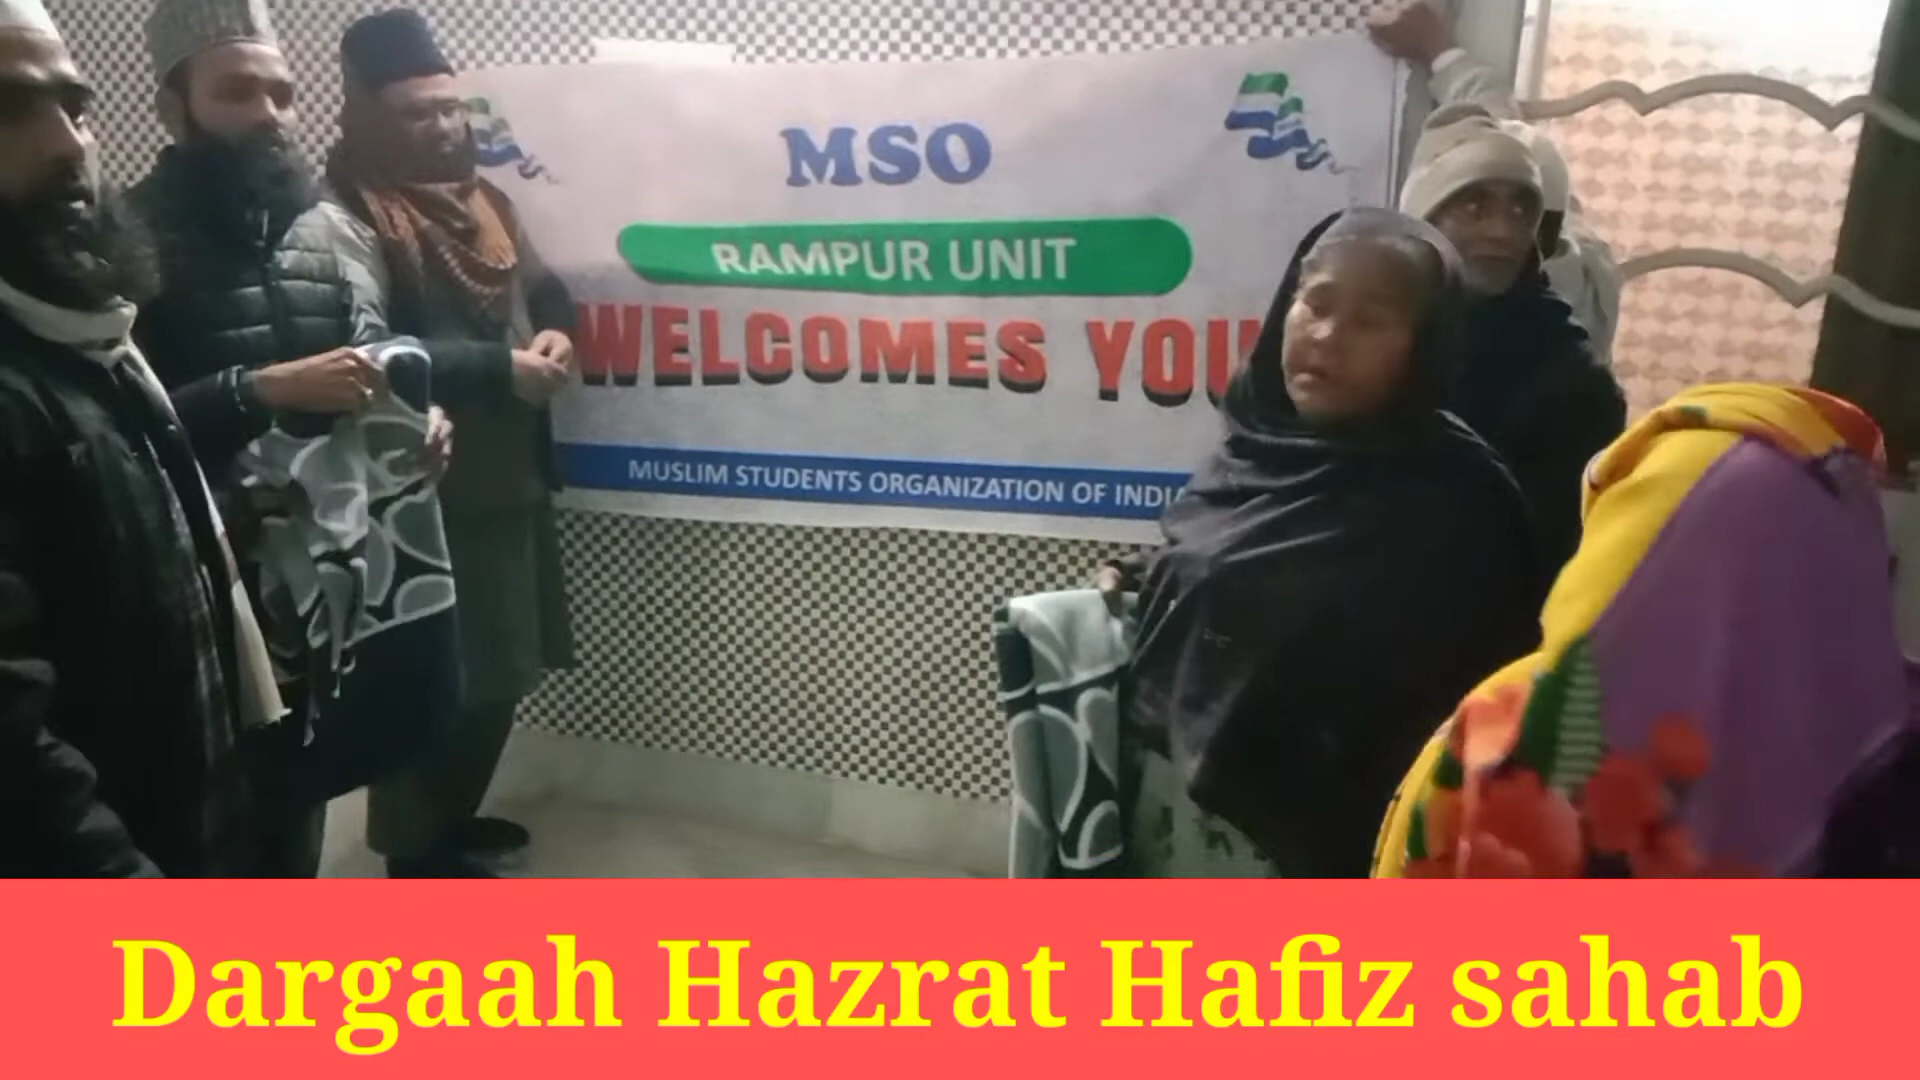 MSO
RAMPUR UNIT
WELCOMES YOU
MUSLIM STUDENTS ORGANIZATION OF INDIA
Dargaah Hazrat Hafiz sahab